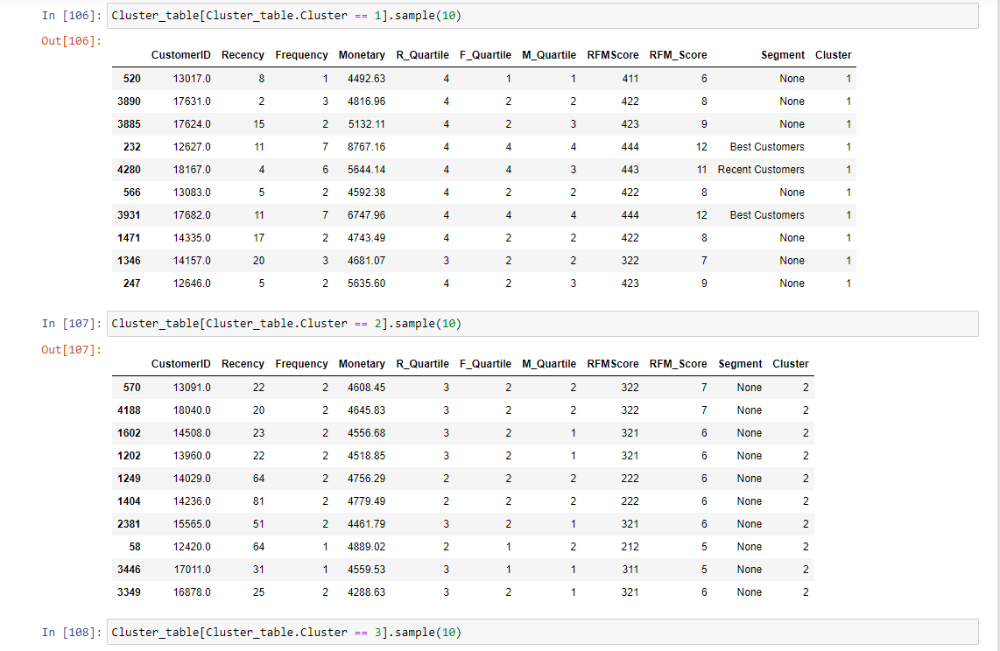 In [106]: Cluster_table[Cluster_table.Cluster == 1].sample(10)
Out[106]:
CustomerID Recency Frequency Monetary R_Quartile F_Quartile M_Quartile RFMScore RFM_Score Segment Cluster
520 13017.0 8 1 4492.63 4 1 1 411 6 None 1
3890 17631.0 2 3 4816.96 4 2 2 422 8 None 1
3885 17624.0 15 2 5132.11 4 2 3 423 9 None 1
232 12627.0 11 7 8767.16 4 4 4 444 12 Best Customers 1
4280 18167.0 4 6 5644.14 4 4 3 443 11 Recent Customers 1
566 13083.0 5 2 4592.38 4 2 2 422 8 None 1
3931 17682.0 11 7 6747.96 4 4 4 444 12 Best Customers 1
1471 14335.0 17 2 4743.49 4 2 2 422 8 None 1
1346 14157.0 20 3 4681.07 3 2 2 322 7 None 1
247 12646.0 5 2 5635.60 4 2 3 423 9 None 1
In [107]: Cluster_table[Cluster_table.Cluster == 2].sample(10)
Out[107]:
CustomerID Recency Frequency Monetary R_Quartile F_Quartile M_Quartile RFMScore RFM_Score Segment Cluster
570 13091.0 22 2 4608.45 3 2 2 322 7 None 2
4188 18040.0 20 2 4645.83 3 2 2 322 7 None 2
1602 14508.0 23 2 4556.68 3 2 1 321 6 None 2
1202 13960.0 22 2 4518.85 3 2 1 321 6 None 2
1249 14029.0 64 2 4756.29 2 2 2 222 6 None 2
1404 14236.0 81 2 4779.49 2 2 2 222 6 None 2
2381 15565.0 51 2 4461.79 3 2 1 321 6 None 2
58 12420.0 64 1 4889.02 2 1 2 212 5 None 2
3446 17011.0 31 1 4559.53 3 1 1 311 5 None 2
3349 16878.0 25 2 4288.63 3 2 1 321 6 None 2
In [108]: Cluster_table[Cluster_table.Cluster == 3].sample(10)